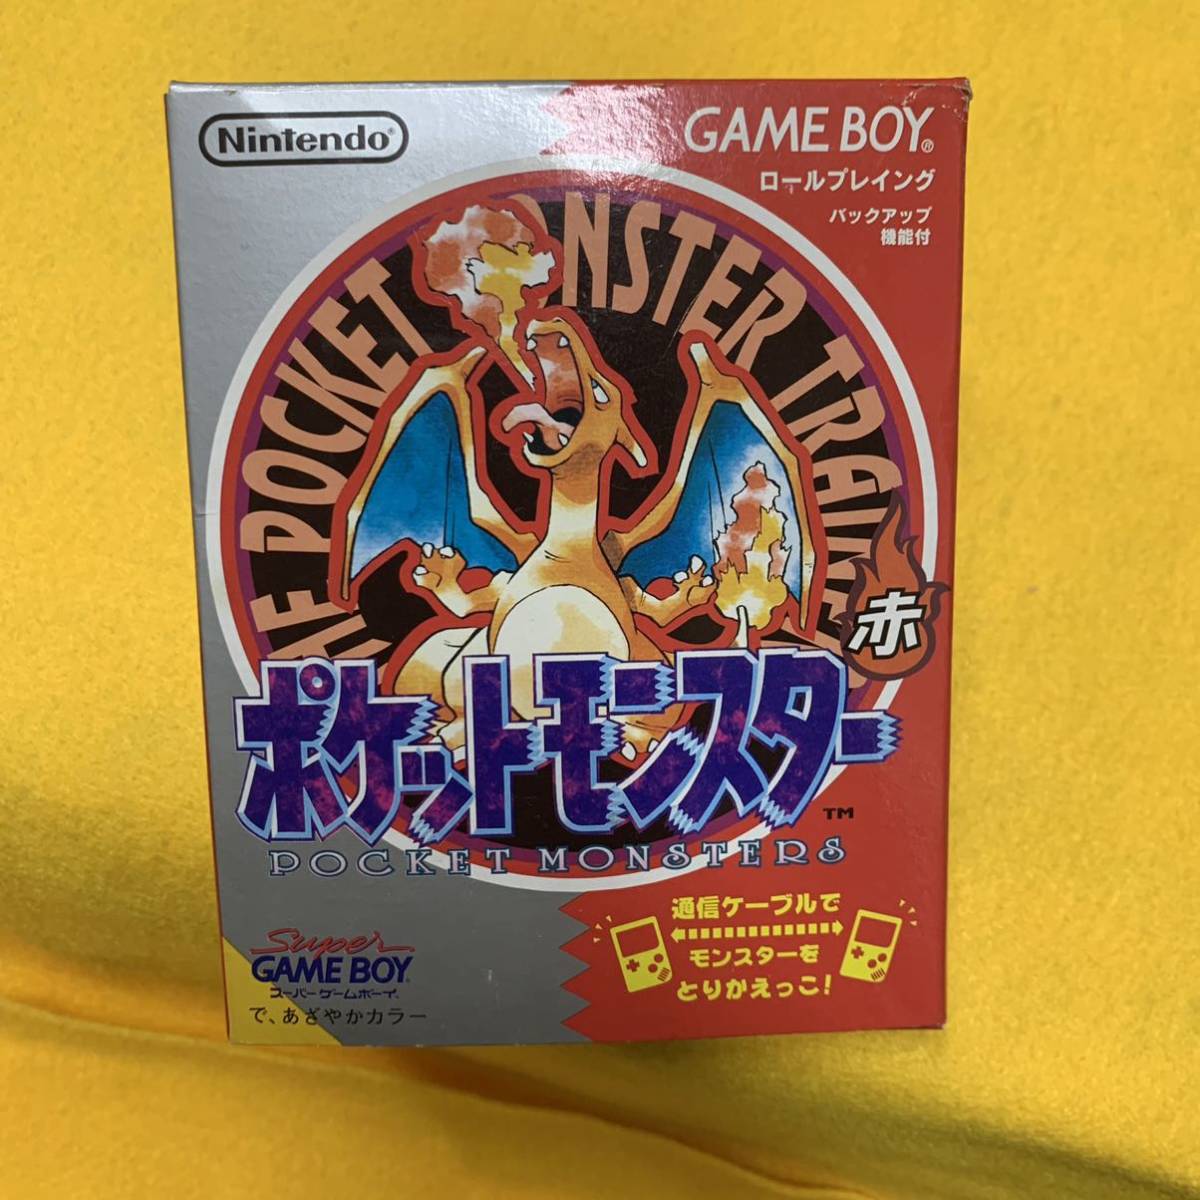 Nintendo®
GAME BOY®
ロールプレイング
バックアップ
機能付
THE POCKET MONSTER TRAINER
赤
ポケットモンスター
TM
POCKET MONSTERS
通信ケーブルで
モンスターを
とりかえっこ!
Super
GAME BOY
スーパーゲームボーイ
で、あざやかカラー